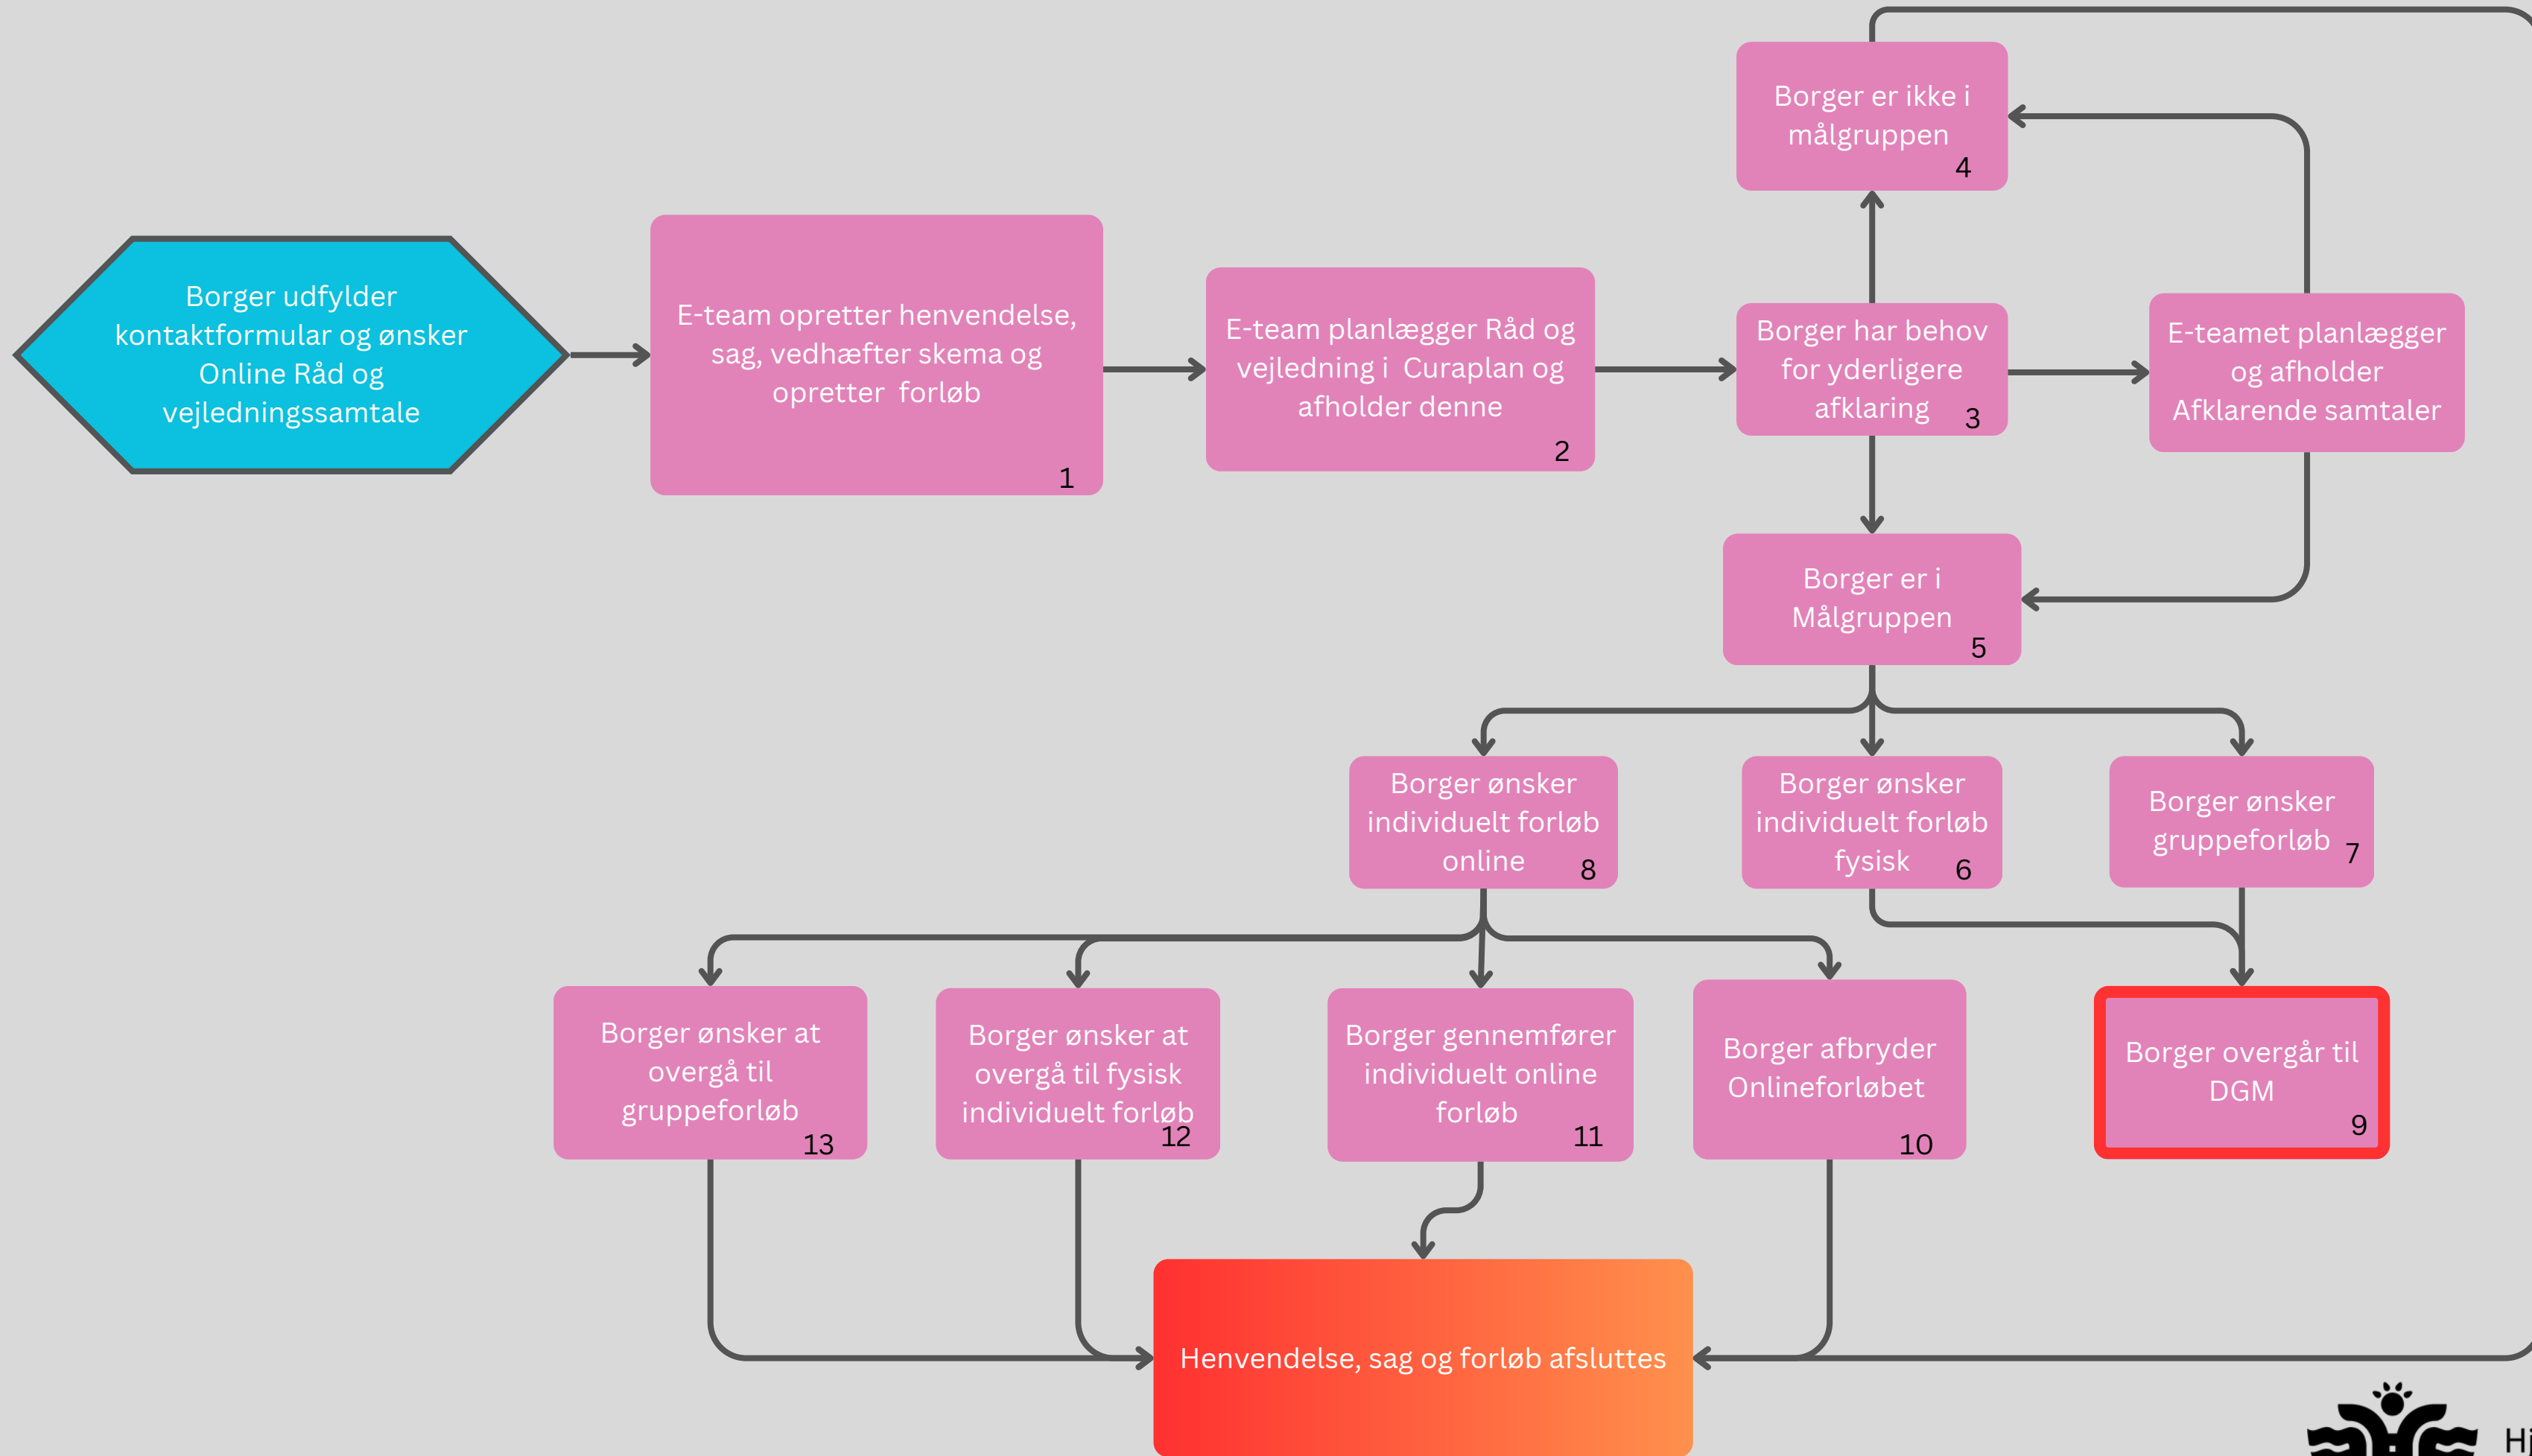 Borger udfylder
kontaktformular og ønsker
Online Råd og
vejledningssamtale
E-team opretter henvendelse,
sag, vedhæfter skema og
opretter forløb
1
E-team planlægger Råd og
vejledning i Curaplan og
afholder denne
2
Borger har behov
for yderligere
afklaring
3
Borger er ikke i
målgruppen
4
E-teamet planlægger
og afholder
Afklarende samtaler
Borger er i
Målgruppen
5
Borger ønsker
individuelt forløb
online
8
Borger ønsker
individuelt forløb
fysisk
6
Borger ønsker
gruppeforløb
7
Borger ønsker at
overgå til
gruppeforløb
13
Borger ønsker at
overgå til fysisk
individuelt forløb
12
Borger gennemfører
individuelt online
forløb
11
Borger afbryder
Onlineforløbet
10
Borger overgår til
DGM
9
Henvendelse, sag og forløb afsluttes